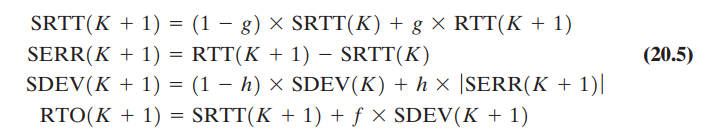 SRTT(K + 1) = (1 − g) × SRTT(K) + g × RTT(K + 1)
SERR(K + 1) = RTT(K + 1) − SRTT(K) (20.5)
SDEV(K + 1) = (1 − h) × SDEV(K) + h × |SERR(K + 1)|
RTO(K + 1) = SRTT(K + 1) + f × SDEV(K + 1)